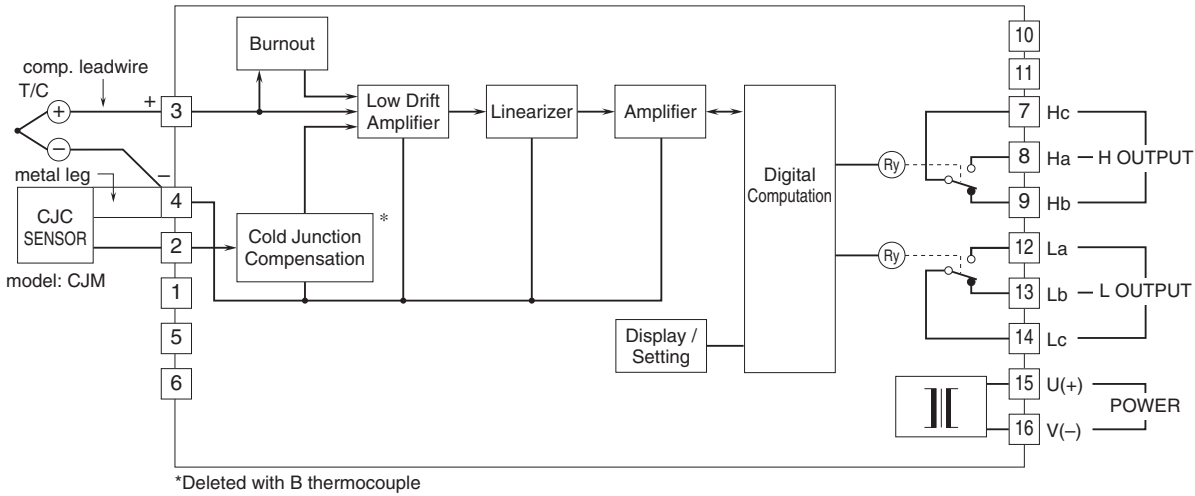 Burnout
10
comp. leadwire
T/C
11
+
+
3
Low Drift
Amplifier
Linearizer
Amplifier
7
Hc
−
−
metal leg
4
8
Ha
H OUTPUT
Ry
Digital
Computation
CJC
SENSOR
2
Cold Junction
Compensation
*
9
Hb
model: CJM
12
La
Ry
1
13
Lb
L OUTPUT
5
Display /
Setting
14
Lc
6
15
U(+)
POWER
16
V(–)
*Deleted with B thermocouple